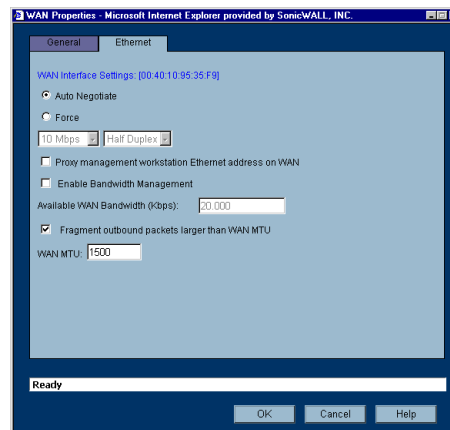 WAN Properties - Microsoft Internet Explorer provided by SonicWALL, INC.
General Ethernet
WAN Interface Settings: [00:40:10:95:35:F9]
Auto Negotiate
Force
10 Mbps Half Duplex
Proxy management workstation Ethernet address on WAN
Enable Bandwidth Management
Available WAN Bandwidth (Kbps): 20.000
Fragment outbound packets larger than WAN MTU
WAN MTU: 1500
Ready
OK Cancel Help